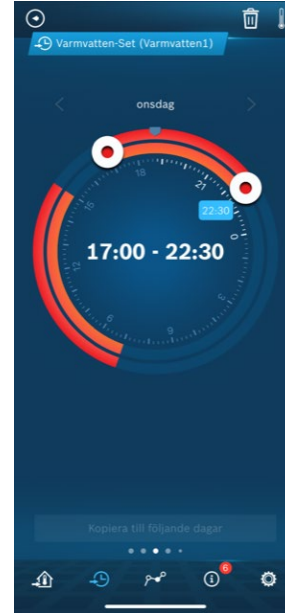 Varmvatten-Set (Varmvatten1)
onsdag
18
21
15
22:30
17:00 - 22:30
0
12
3
9
6
Kopiera till följande dagar
6